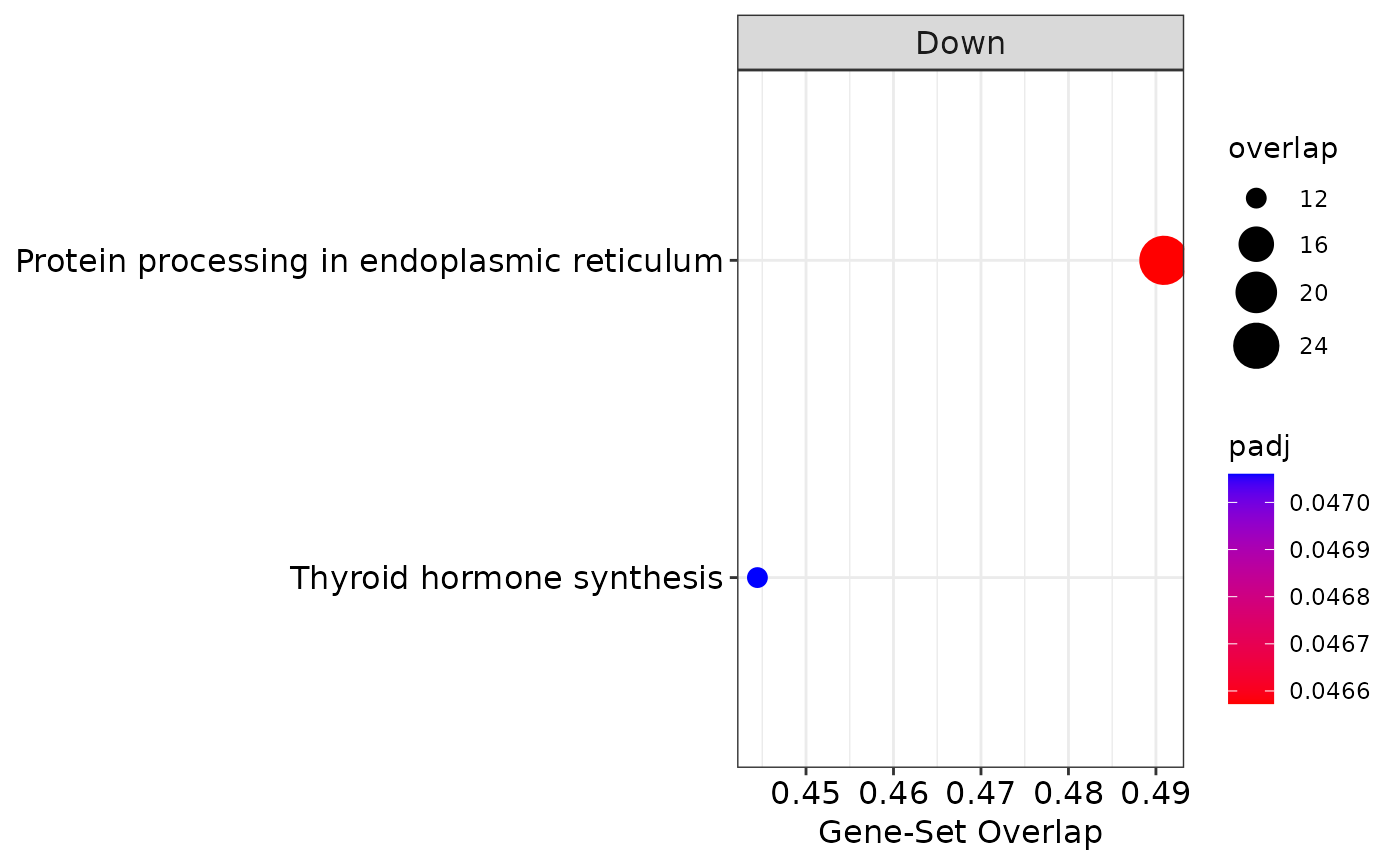 Down
Protein processing in endoplasmic reticulum
Thyroid hormone synthesis
0.45 0.46 0.47 0.48 0.49
Gene-Set Overlap
overlap
12
16
20
24
padj
0.0470
0.0469
0.0468
0.0467
0.0466